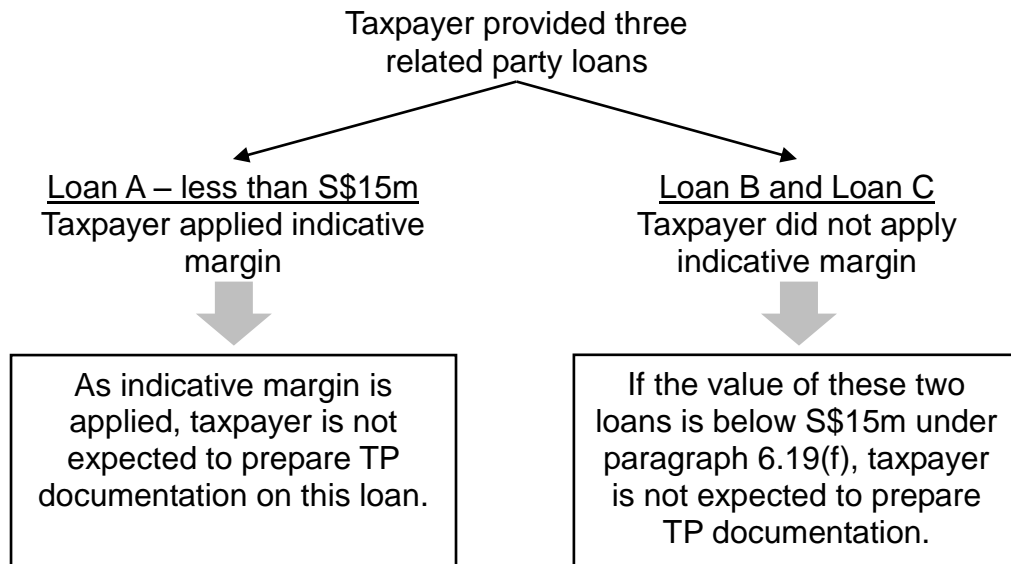 Taxpayer provided three
related party loans
Loan A – less than S$15m
Taxpayer applied indicative
margin
Loan B and Loan C
Taxpayer did not apply
indicative margin
As indicative margin is
applied, taxpayer is not
expected to prepare TP
documentation on this loan.
If the value of these two
loans is below S$15m under
paragraph 6.19(f), taxpayer
is not expected to prepare
TP documentation.